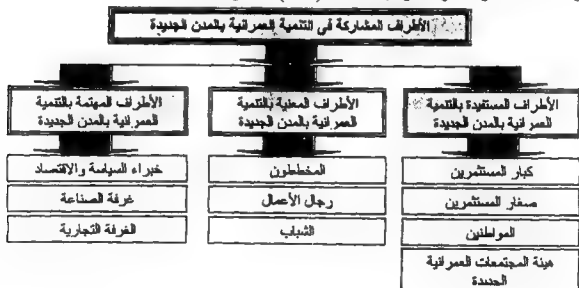 الأطراف المشاركة في التنمية العمرانية بالمدن الجديدة
الأطراف المستفيدة بالتنمية
العمرانية بالمدن الجديدة
كبار المستثمرين
صغار المستثمرين
المواطنين
هيئة المجتمعات العمرانية
الجديدة
الأطراف المعنية بالتنمية
العمرانية بالمدن الجديدة
المخططون
رجال الأعمال
الشباب
الأطراف المهتمة بالتنمية
العمرانية بالمدن الجديدة
خبراء السياسة والاقتصاد
غرفة الصناعة
الغرفة التجارية